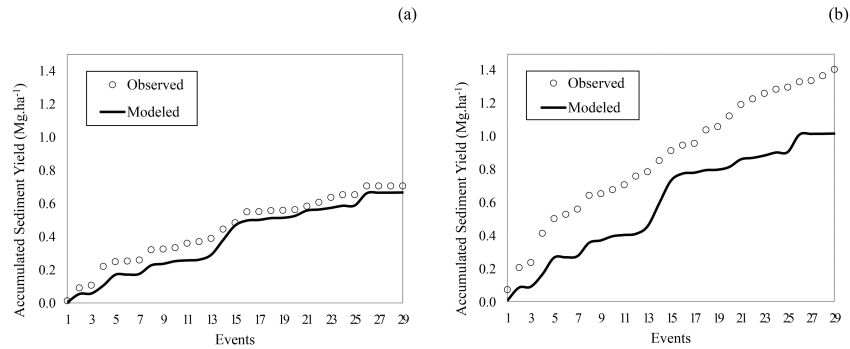 (a)
Accumulated Sediment Yield (Mg.ha⁻¹)
1.4
1.2
1.0
0.8
0.6
0.4
0.2
0.0
Observed
Modeled
1 3 5 7 9 11 13 15 17 19 21 23 25 27 29
Events
(b)
Accumulated Sediment Yield (Mg.ha⁻¹)
1.4
1.2
1.0
0.8
0.6
0.4
0.2
0.0
Observed
Modeled
1 3 5 7 9 11 13 15 17 19 21 23 25 27 29
Events